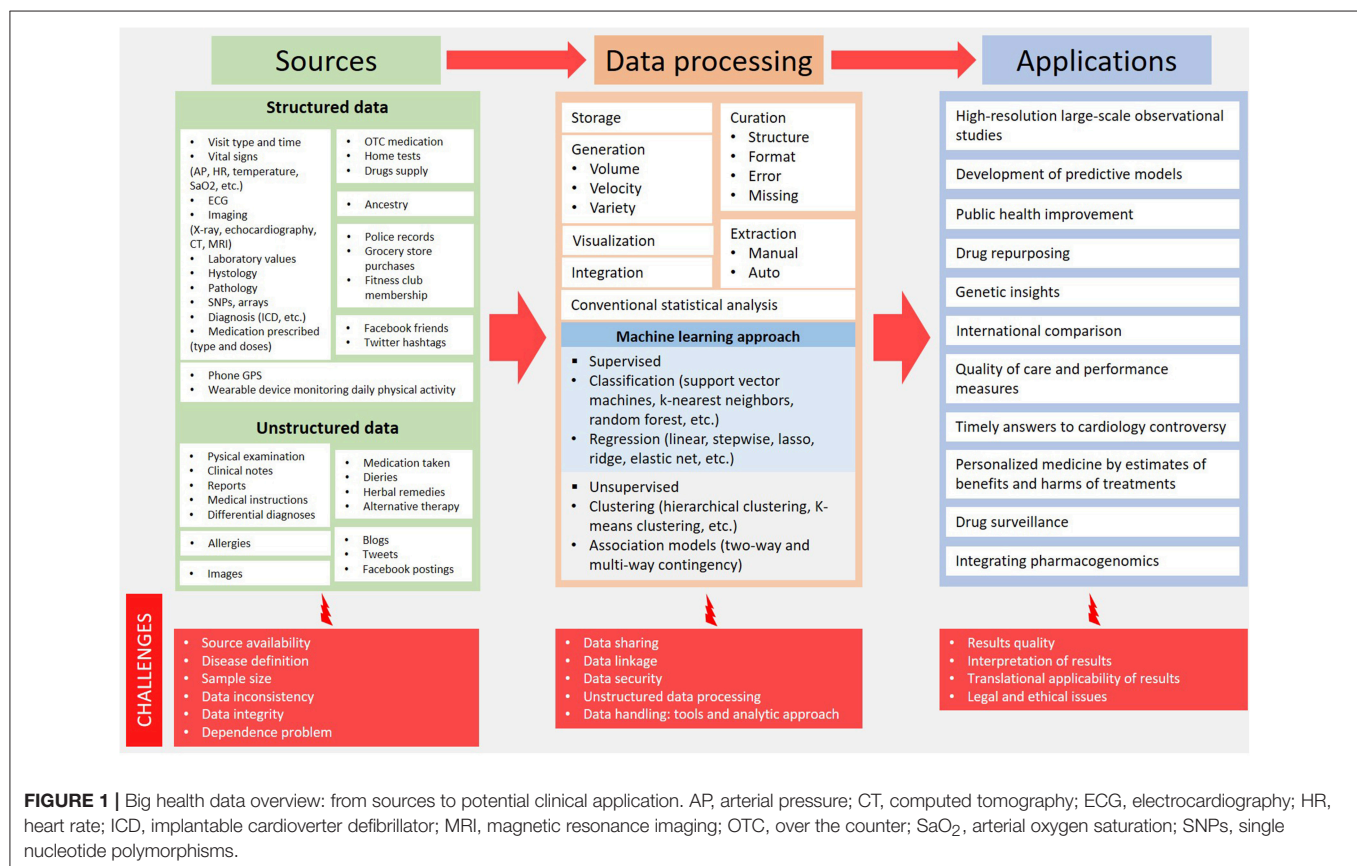 Sources
Data processing
Applications
Structured data
• Visit type and time
• Vital signs
(AP, HR, temperature,
SaO2, etc.)
• ECG
• Imaging
(X-ray, echocardiography,
CT, MRI)
• Laboratory values
• Hystology
• Pathology
• SNPs, arrays
• Diagnosis (ICD, etc.)
• Medication prescribed
(type and doses)
• OTC medication
• Home tests
• Drugs supply
• Ancestry
• Police records
• Grocery store
purchases
• Fitness club
membership
• Facebook friends
• Twitter hashtags
• Phone GPS
• Wearable device monitoring daily physical activity
Unstructured data
• Pysical examination
• Clinical notes
• Reports
• Medical instructions
• Differential diagnoses
• Allergies
• Images
• Medication taken
• Dieries
• Herbal remedies
• Alternative therapy
• Blogs
• Tweets
• Facebook postings
Storage
Generation
• Volume
• Velocity
• Variety
Visualization
Integration
Curation
• Structure
• Format
• Error
• Missing
Extraction
• Manual
• Auto
Conventional statistical analysis
Machine learning approach
▪ Supervised
• Classification (support vector
machines, k-nearest neighbors,
random forest, etc.)
• Regression (linear, stepwise, lasso,
ridge, elastic net, etc.)
▪ Unsupervised
• Clustering (hierarchical clustering, K-
means clustering, etc.)
• Association models (two-way and
multi-way contingency)
High-resolution large-scale observational
studies
Development of predictive models
Public health improvement
Drug repurposing
Genetic insights
International comparison
Quality of care and performance
measures
Timely answers to cardiology controversy
Personalized medicine by estimates of
benefits and harms of treatments
Drug surveillance
Integrating pharmacogenomics
CHALLENGES
• Source availability
• Disease definition
• Sample size
• Data inconsistency
• Data integrity
• Dependence problem
• Data sharing
• Data linkage
• Data security
• Unstructured data processing
• Data handling: tools and analytic approach
• Results quality
• Interpretation of results
• Translational applicability of results
• Legal and ethical issues
FIGURE 1 | Big health data overview: from sources to potential clinical application. AP, arterial pressure; CT, computed tomography; ECG, electrocardiography; HR,
heart rate; ICD, implantable cardioverter defibrillator; MRI, magnetic resonance imaging; OTC, over the counter; SaO₂, arterial oxygen saturation; SNPs, single
nucleotide polymorphisms.